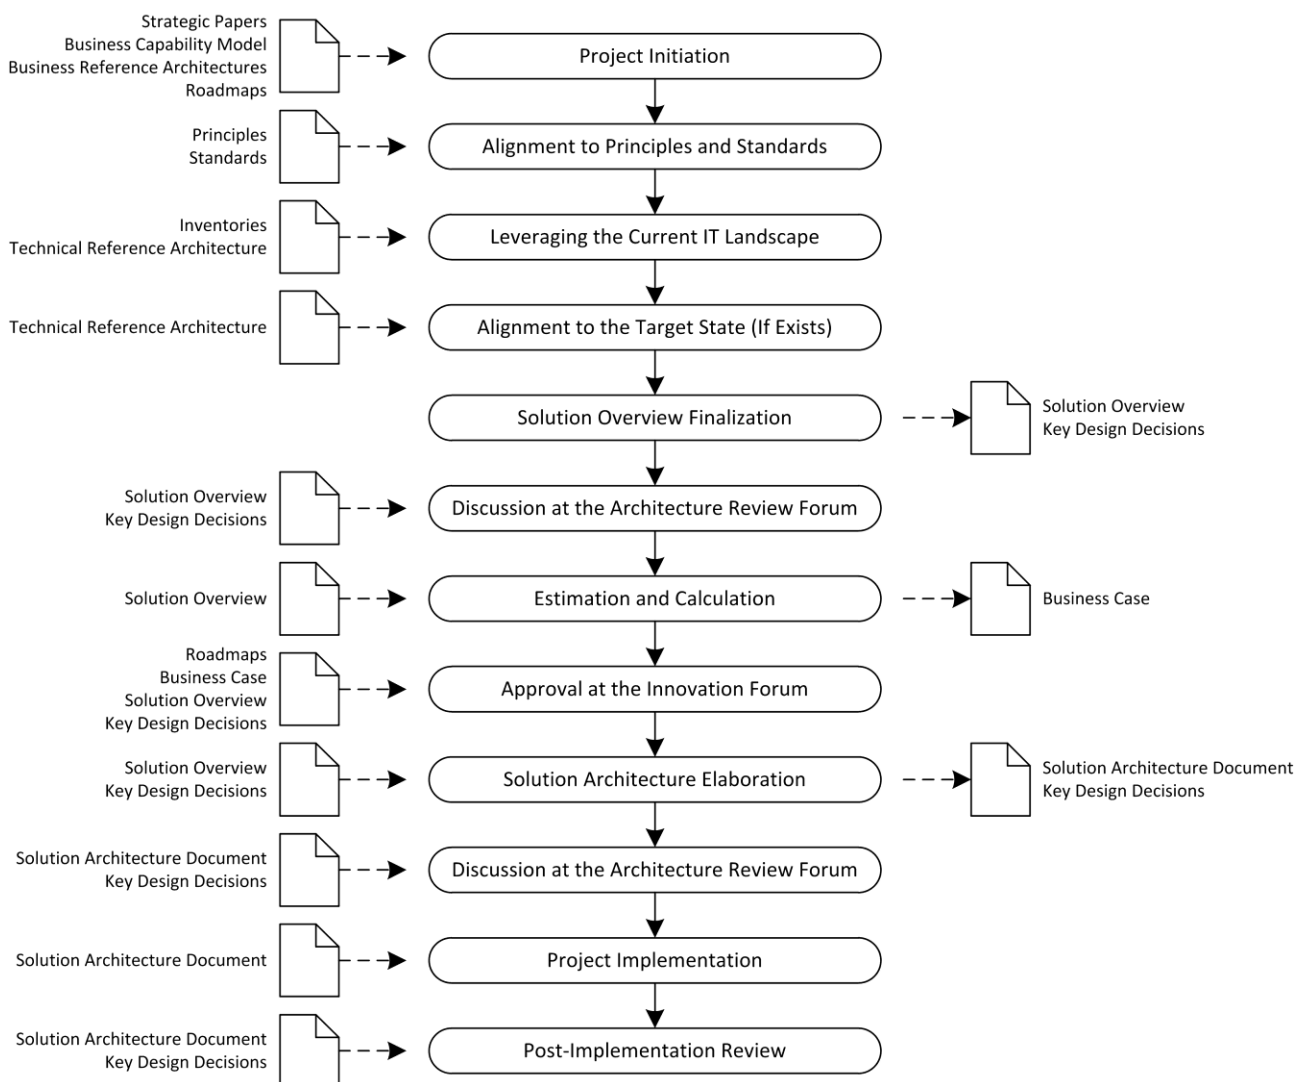 Strategic Papers
Business Capability Model
Business Reference Architectures
Roadmaps
Project Initiation
Principles
Standards
Alignment to Principles and Standards
Inventories
Technical Reference Architecture
Leveraging the Current IT Landscape
Technical Reference Architecture
Alignment to the Target State (If Exists)
Solution Overview Finalization
Solution Overview
Key Design Decisions
Solution Overview
Key Design Decisions
Discussion at the Architecture Review Forum
Solution Overview
Estimation and Calculation
Business Case
Roadmaps
Business Case
Solution Overview
Key Design Decisions
Approval at the Innovation Forum
Solution Overview
Key Design Decisions
Solution Architecture Elaboration
Solution Architecture Document
Key Design Decisions
Solution Architecture Document
Key Design Decisions
Discussion at the Architecture Review Forum
Solution Architecture Document
Project Implementation
Solution Architecture Document
Key Design Decisions
Post-Implementation Review